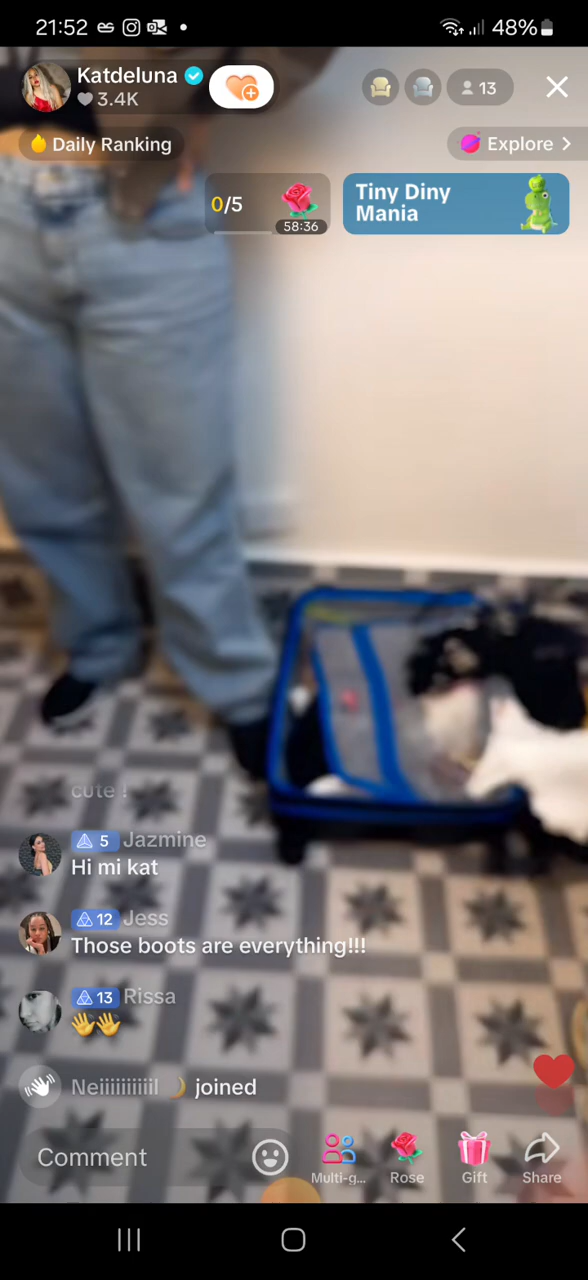 21:52
48%
Katdeluna
3.4K
13
Daily Ranking
Explore >
0/5
58:36
Tiny Diny
Mania
cute !
5 Jazmine
Hi mi kat
12 Jess
Those boots are everything!!!
13 Rissa
👋👋
Neiiiiiiiiiil 🌙 joined
Comment
Multi-g...
Rose
Gift
Share